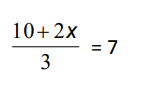 10+2x
3
= 7